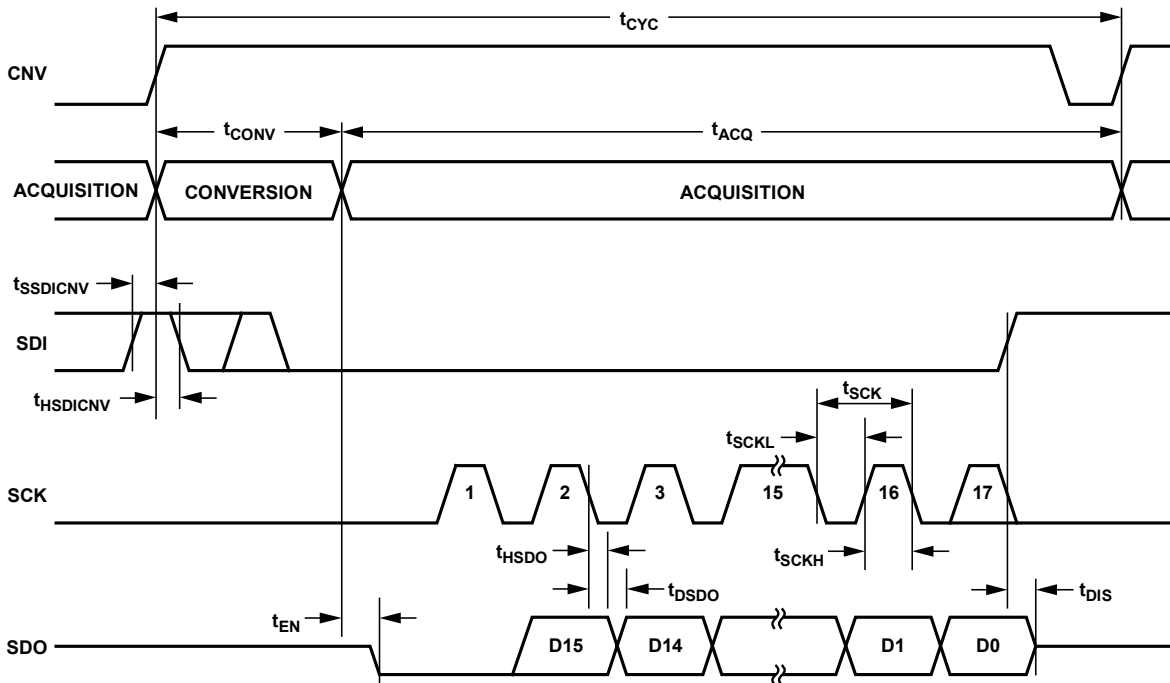 tCYC
CNV
tCONV
tACQ
ACQUISITION
CONVERSION
ACQUISITION
tSSDICNV
SDI
tHSDICNV
tSCK
tSCKL
SCK
1
2
3
15
16
17
tHSDO
tSCKH
tDSDO
tDIS
tEN
SDO
D15
D14
D1
D0